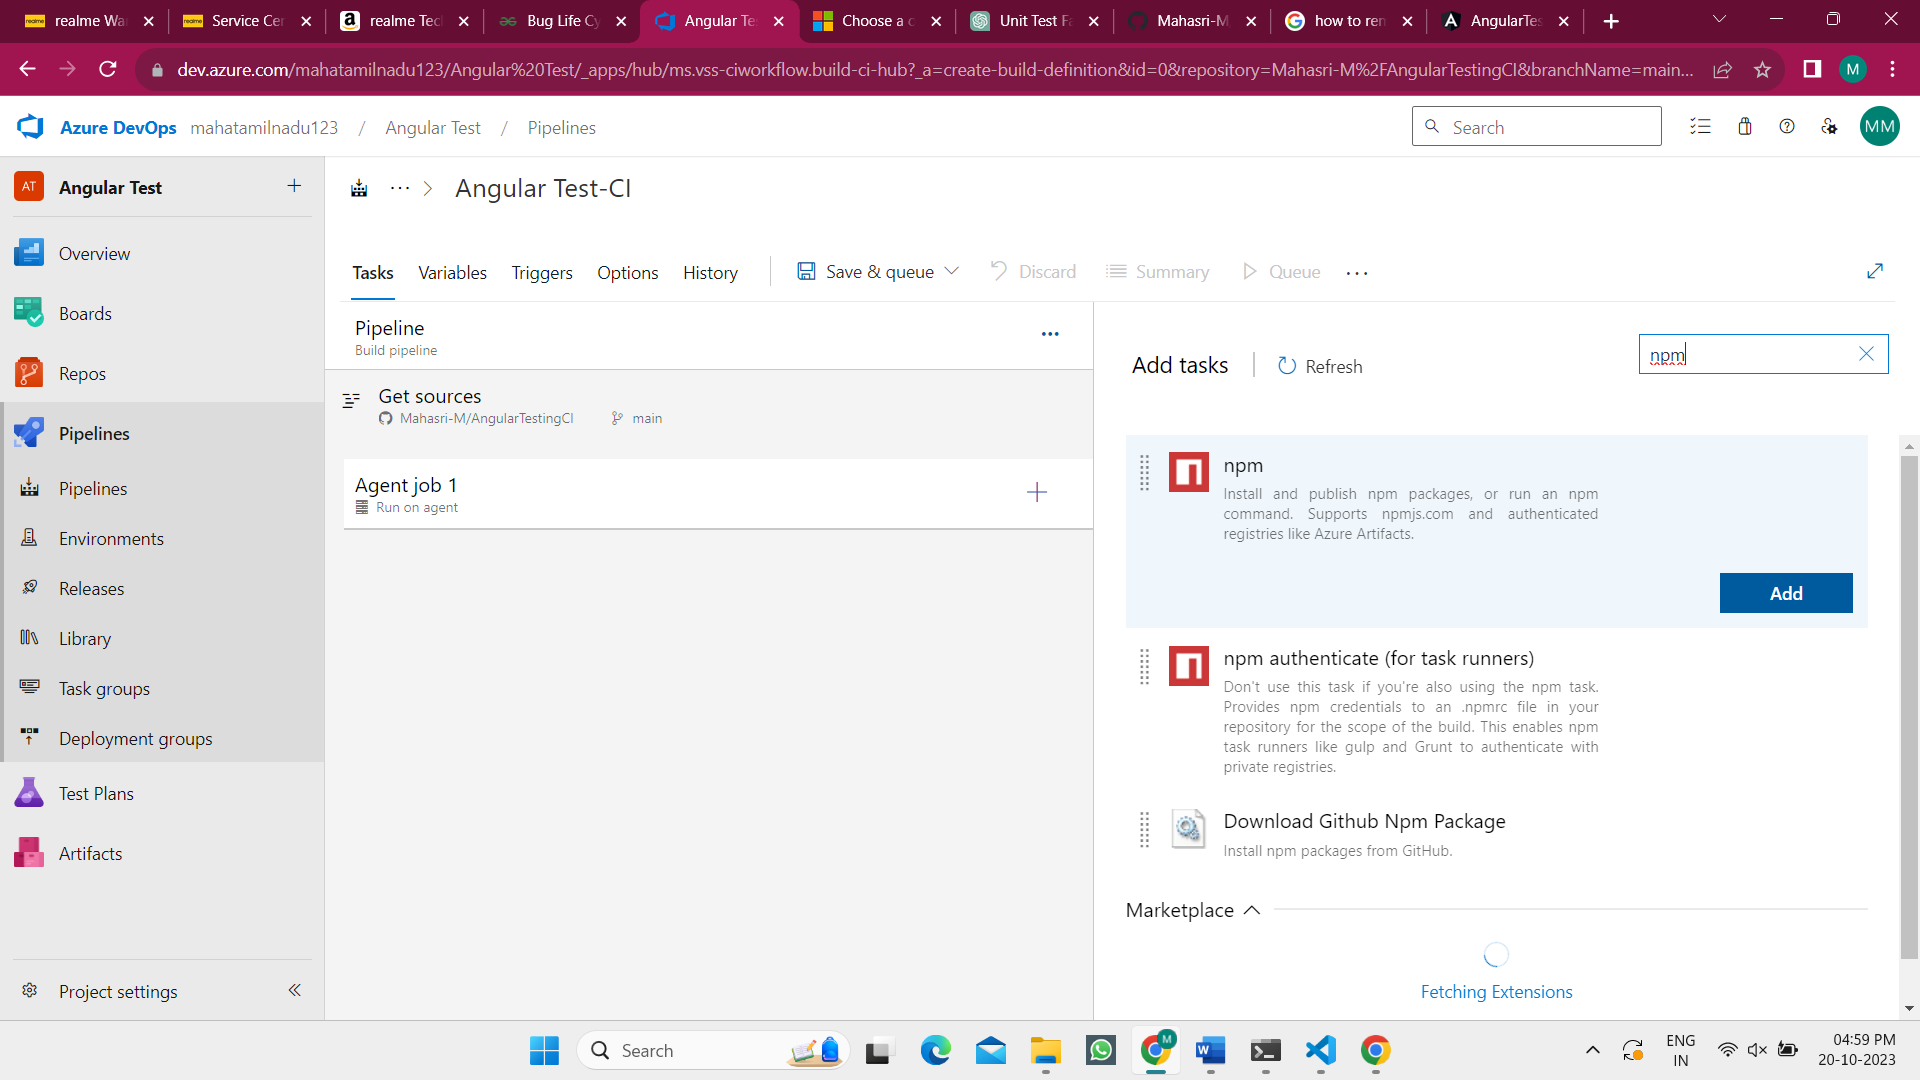 realme Wa
Service Cer
realme Tec
Bug Life Cy
Angular Te
Choose a c
Unit Test Fa
Mahasri-M
how to ren
AngularTes
dev.azure.com/mahatamilnadu123/Angular%20Test/_apps/hub/ms.vss-ciworkflow.build-ci-hub?_a=create-build-definition&id=0&repository=Mahasri-M%2FAngularTestingCI&branchName=main...
M
Azure DevOps mahatamilnadu123 / Angular Test / Pipelines
Search
MM
AT Angular Test
Overview
Boards
Repos
Pipelines
Pipelines
Environments
Releases
Library
Task groups
Deployment groups
Test Plans
Artifacts
Project settings
Angular Test-CI
Tasks Variables Triggers Options History Save & queue Discard Summary Queue
Pipeline
Build pipeline
Get sources
Mahasri-M/AngularTestingCI main
Agent job 1
Run on agent
Add tasks Refresh
npm
npm
Install and publish npm packages, or run an npm
command. Supports npmjs.com and authenticated
registries like Azure Artifacts.
Add
npm authenticate (for task runners)
Don't use this task if you're also using the npm task.
Provides npm credentials to an .npmrc file in your
repository for the scope of the build. This enables npm
task runners like gulp and Grunt to authenticate with
private registries.
Download Github Npm Package
Install npm packages from GitHub.
Marketplace
Fetching Extensions
Search
M
ENG
IN
04:59 PM
20-10-2023